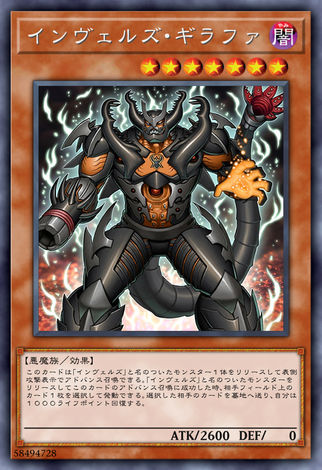 インヴェルズ・ギラファ
闇
やみ
【悪魔族／効果】
このカードは「インヴェルズ」と名のついたモンスター１体をリリースして表側
攻撃表示でアドバンス召喚できる。「インヴェルズ」と名のついたモンスターを
リリースしてこのカードのアドバンス召喚に成功した時、相手フィールド上の
カード１枚を選択して発動できる。選択した相手のカードを墓地へ送り、自分は
１０００ライフポイント回復する。
ATK/2600 DEF/ 0
58494728